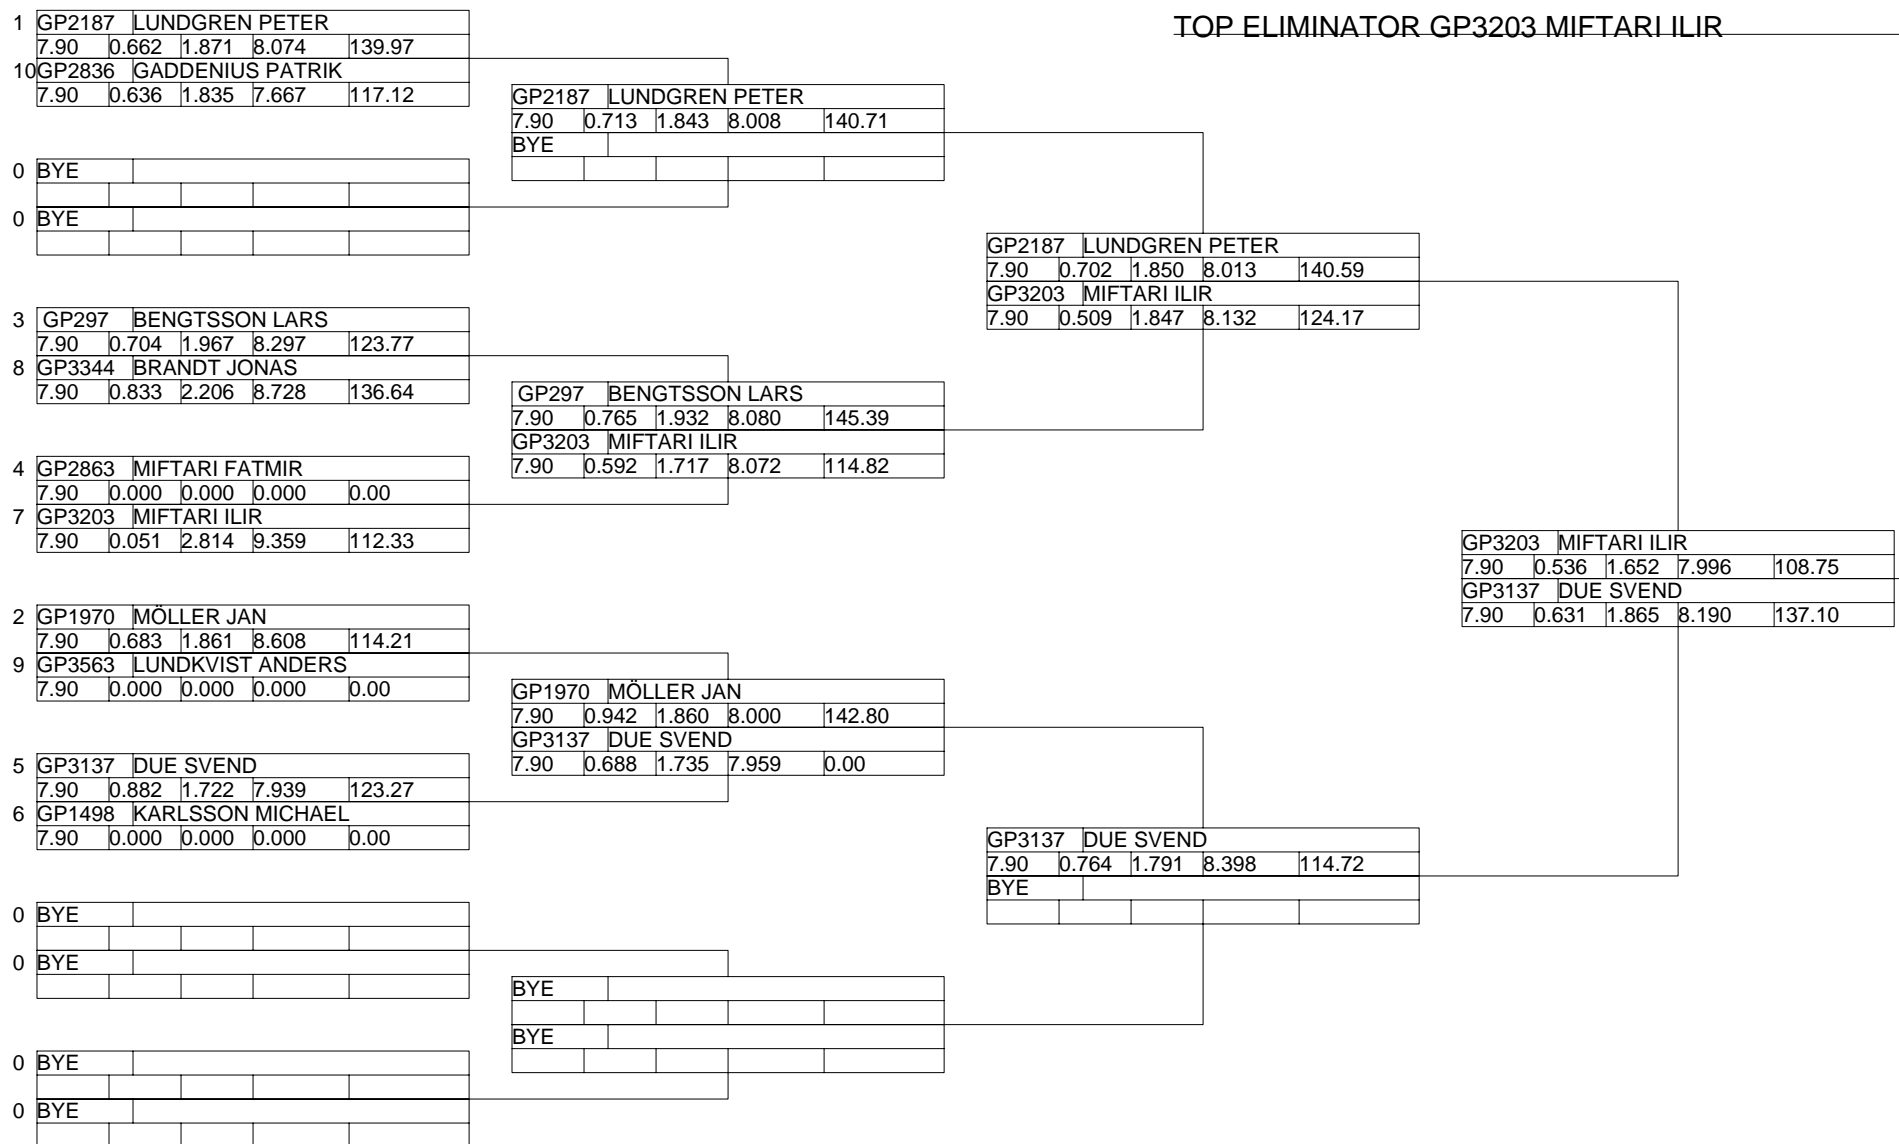 TOP ELIMINATOR GP3203 MIFTARI ILIR
1 GP2187 LUNDGREN PETER
7.90 0.662 1.871 8.074 139.97
10 GP2836 GADDENIUS PATRIK
7.90 0.636 1.835 7.667 117.12
0 BYE
0 BYE
3 GP297 BENGTSSON LARS
7.90 0.704 1.967 8.297 123.77
8 GP3344 BRANDT JONAS
7.90 0.833 2.206 8.728 136.64
4 GP2863 MIFTARI FATMIR
7.90 0.000 0.000 0.000 0.00
7 GP3203 MIFTARI ILIR
7.90 0.051 2.814 9.359 112.33
2 GP1970 MÖLLER JAN
7.90 0.683 1.861 8.608 114.21
9 GP3563 LUNDKVIST ANDERS
7.90 0.000 0.000 0.000 0.00
5 GP3137 DUE SVEND
7.90 0.882 1.722 7.939 123.27
6 GP1498 KARLSSON MICHAEL
7.90 0.000 0.000 0.000 0.00
0 BYE
0 BYE
0 BYE
0 BYE
GP2187 LUNDGREN PETER
7.90 0.713 1.843 8.008 140.71
BYE
GP297 BENGTSSON LARS
7.90 0.765 1.932 8.080 145.39
GP3203 MIFTARI ILIR
7.90 0.592 1.717 8.072 114.82
GP1970 MÖLLER JAN
7.90 0.942 1.860 8.000 142.80
GP3137 DUE SVEND
7.90 0.688 1.735 7.959 0.00
BYE
BYE
GP2187 LUNDGREN PETER
7.90 0.702 1.850 8.013 140.59
GP3203 MIFTARI ILIR
7.90 0.509 1.847 8.132 124.17
GP3137 DUE SVEND
7.90 0.764 1.791 8.398 114.72
BYE
GP3203 MIFTARI ILIR
7.90 0.536 1.652 7.996 108.75
GP3137 DUE SVEND
7.90 0.631 1.865 8.190 137.10